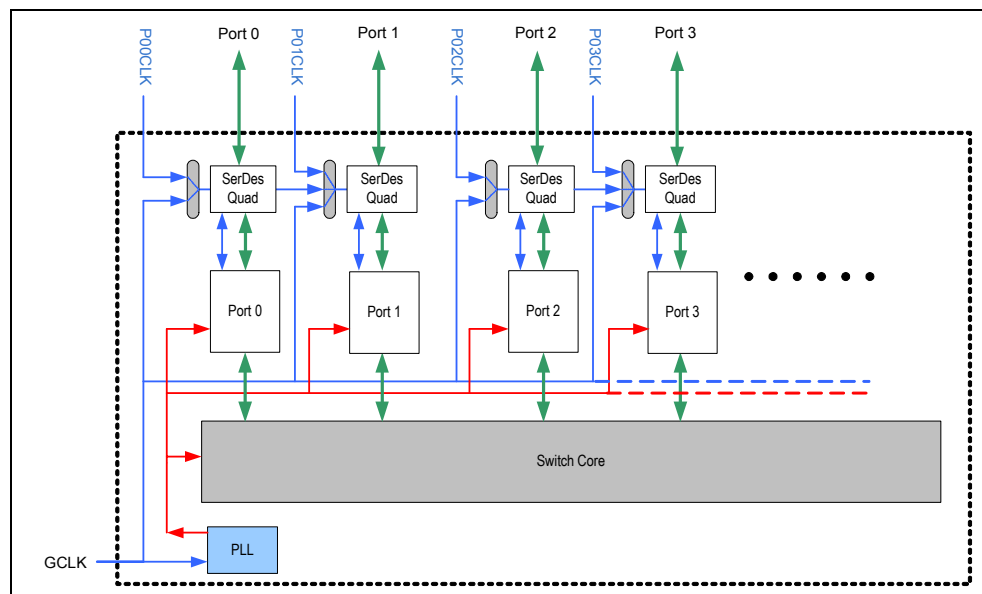 P00CLK
Port 0
P01CLK
Port 1
P02CLK
Port 2
P03CLK
Port 3
SerDes
Quad
SerDes
Quad
SerDes
Quad
SerDes
Quad
Port 0
Port 1
Port 2
Port 3
Switch Core
PLL
GCLK